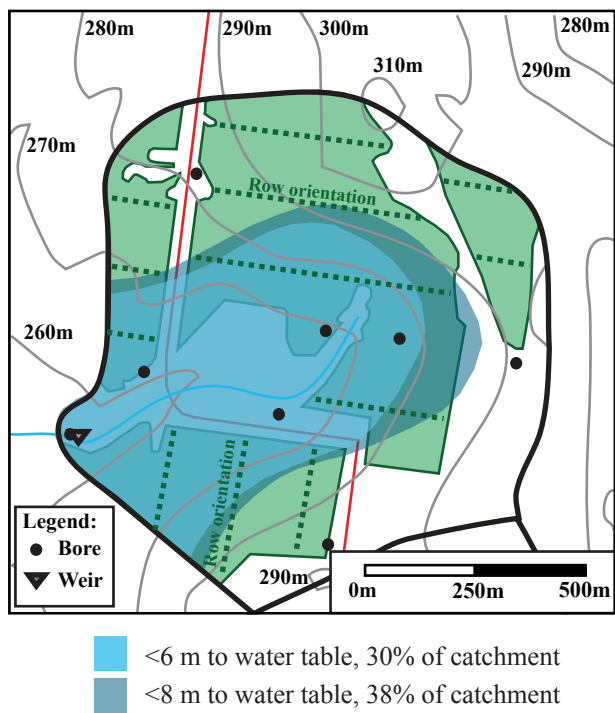 280m
290m
300m
280m
310m
290m
270m
Row orientation
260m
Row orientation
Legend:
Bore
Weir
290m
0m 250m 500m
<6 m to water table, 30% of catchment
<8 m to water table, 38% of catchment